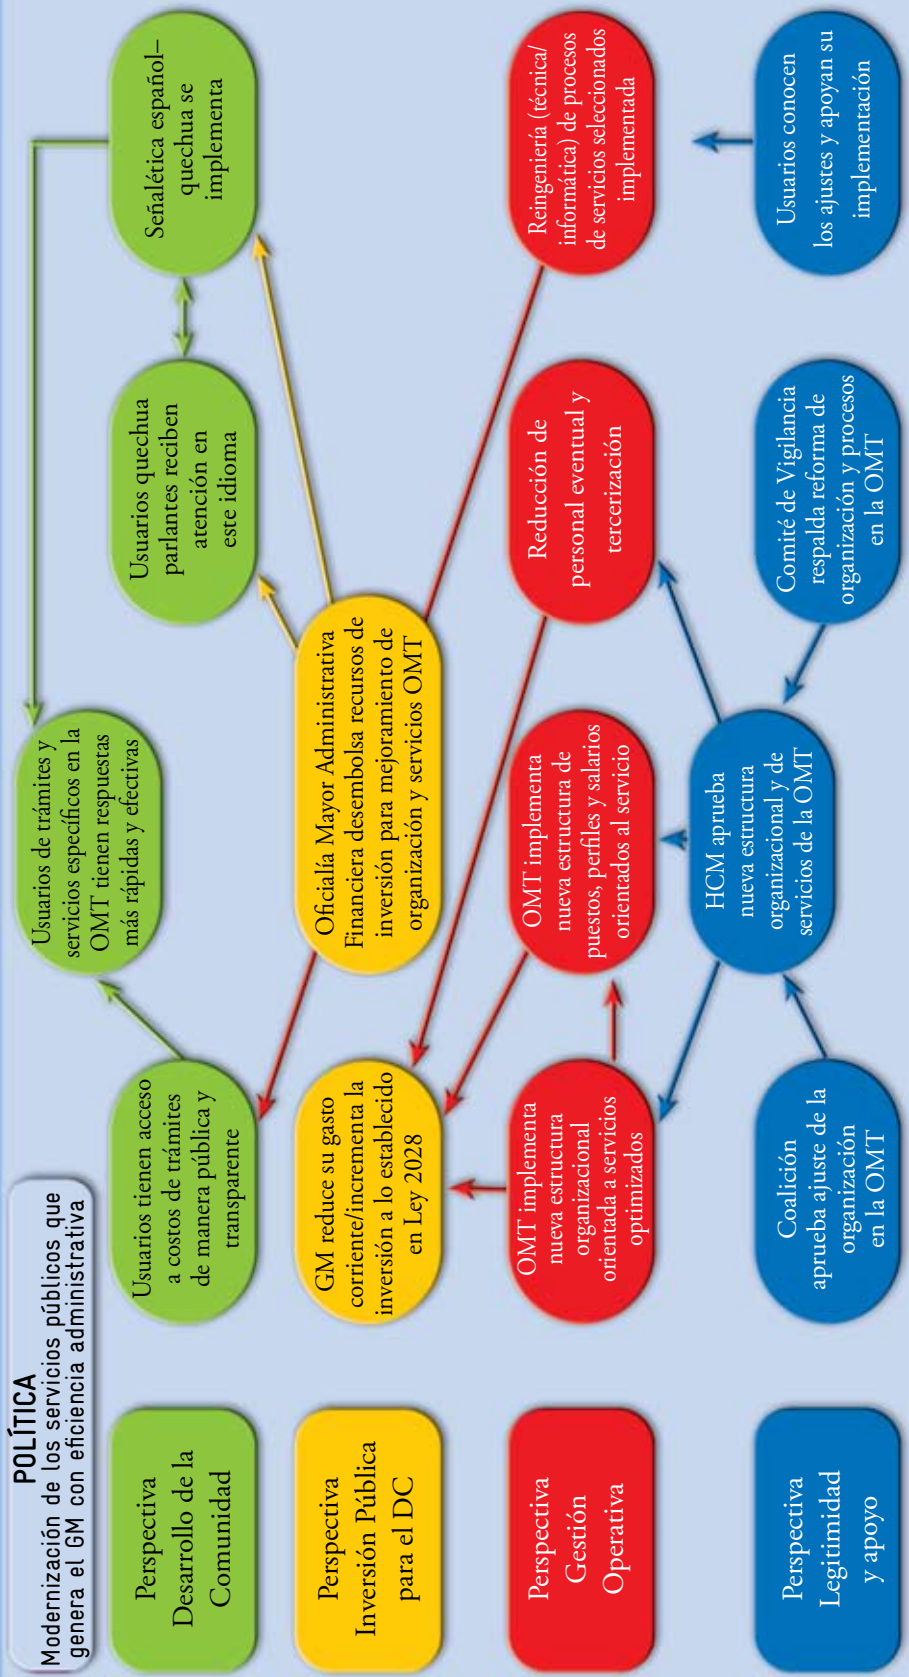 POLÍTICA
Modernización de los servicios públicos que
genera el GM con eficiencia administrativa
Perspectiva
Desarrollo de la
Comunidad
Usuarios tienen acceso
a costos de trámites
de manera pública y
transparente
Usuarios de trámites y
servicios específicos en la
OMT tienen respuestas
más rápidas y efectivas
Usuarios quechua
parlantes reciben
atención en
este idioma
Señalética español–
quechua se
implementa
Perspectiva
Inversión Pública
para el DC
GM reduce su gasto
corriente/incrementa la
inversión a lo establecido
en Ley 2028
Oficialía Mayor Administrativa
Financiera desembolsa recursos de
inversión para mejoramiento de
organización y servicios OMT
Perspectiva
Gestión
Operativa
OMT implementa
nueva estructura
organizacional
orientada a servicios
optimizados
OMT implementa
nueva estructura de
puestos, perfiles y salarios
orientados al servicio
Reducción de
personal eventual y
tercerización
Reingeniería (técnica/
informática) de procesos
de servicios seleccionados
implementada
Perspectiva
Legitimidad
y apoyo
Coalición
aprueba ajuste de la
organización
en la OMT
HCM aprueba
nueva estructura
organizacional y de
servicios de la OMT
Comité de Vigilancia
respalda reforma de
organización y procesos
en la OMT
Usuarios conocen
los ajustes y apoyan su
implementación